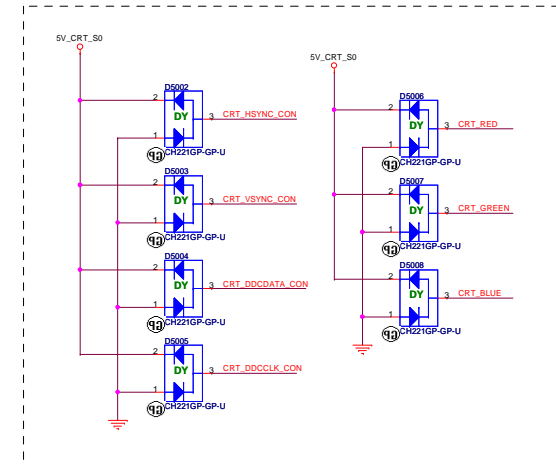 5V_CRT_S0
D5002
2
DY
3
CRT_HSYNC_CON
1
CH221GP-GP-U
D5003
2
DY
3
CRT_VSYNC_CON
1
CH221GP-GP-U
D5004
2
DY
3
CRT_DDCDATA_CON
1
CH221GP-GP-U
D5005
2
DY
3
CRT_DDCCLK_CON
1
CH221GP-GP-U
5V_CRT_S0
D5006
2
DY
3
CRT_RED
1
CH221GP-GP-U
D5007
2
DY
3
CRT_GREEN
1
CH221GP-GP-U
D5008
2
DY
3
CRT_BLUE
1
CH221GP-GP-U